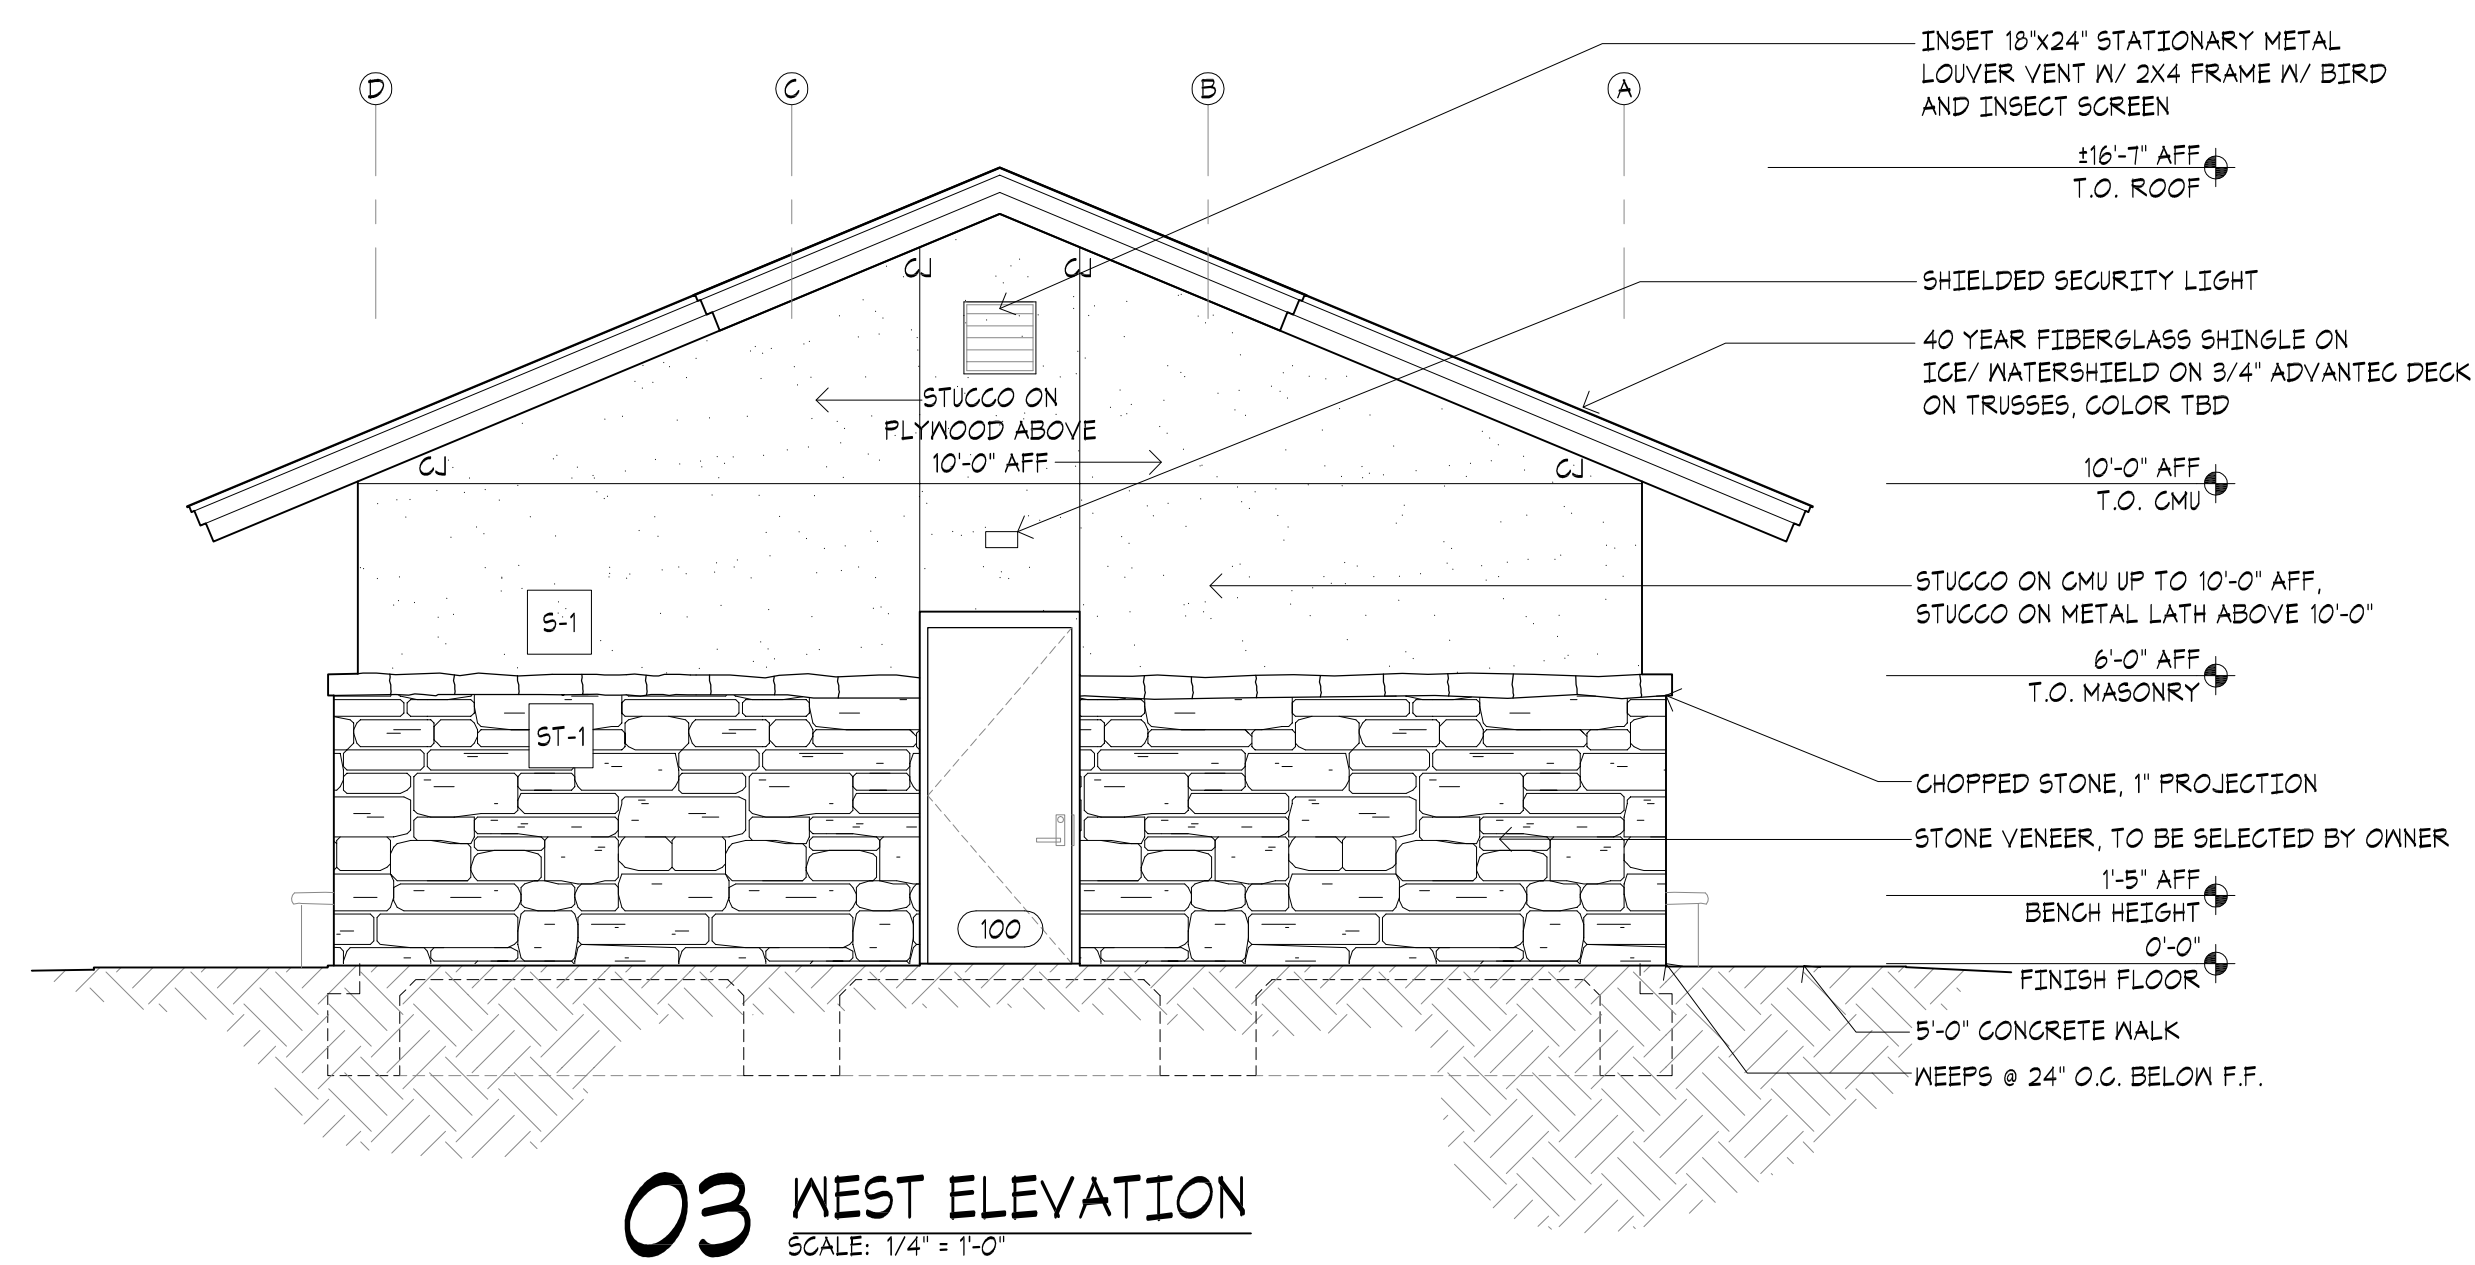 INSET 18"X24" STATIONARY METAL
LOUVER VENT W/ 2X4 FRAME W/ BIRD
AND INSECT SCREEN
D
C
B
A
±16'-7" AFF
T.O. ROOF
CJ
CJ
SHIELDED SECURITY LIGHT
40 YEAR FIBERGLASS SHINGLE ON
ICE/ WATERSHIELD ON 3/4" ADVANTEC DECK
ON TRUSSES, COLOR TBD
STUCCO ON
PLYWOOD ABOVE
10'-0" AFF
CJ
CJ
10'-0" AFF
T.O. CMU
STUCCO ON CMU UP TO 10'-0" AFF,
STUCCO ON METAL LATH ABOVE 10'-0"
S-1
6'-0" AFF
T.O. MASONRY
ST-1
CHOPPED STONE, 1" PROJECTION
STONE VENEER, TO BE SELECTED BY OWNER
1'-5" AFF
BENCH HEIGHT
100
0'-0"
FINISH FLOOR
5'-0" CONCRETE WALK
WEEPS @ 24" O.C. BELOW F.F.
03 WEST ELEVATION
SCALE: 1/4" = 1'-0"